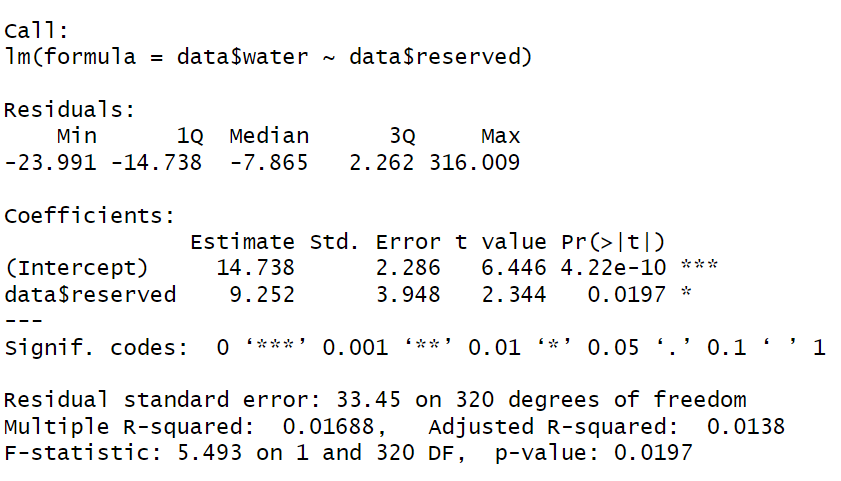 Call:
lm(formula = data$water ~ data$reserved)
Residuals:
    Min      1Q  Median      3Q     Max
-23.991 -14.738  -7.865   2.262 316.009
Coefficients:
              Estimate Std. Error t value Pr(>|t|)
(Intercept)     14.738      2.286   6.446 4.22e-10 ***
data$reserved    9.252      3.948   2.344   0.0197 *
---
Signif. codes:  0 ‘***’ 0.001 ‘**’ 0.01 ‘*’ 0.05 ‘.’ 0.1 ‘ ’ 1
Residual standard error: 33.45 on 320 degrees of freedom
Multiple R-squared:  0.01688,   Adjusted R-squared:  0.0138
F-statistic: 5.493 on 1 and 320 DF,  p-value: 0.0197